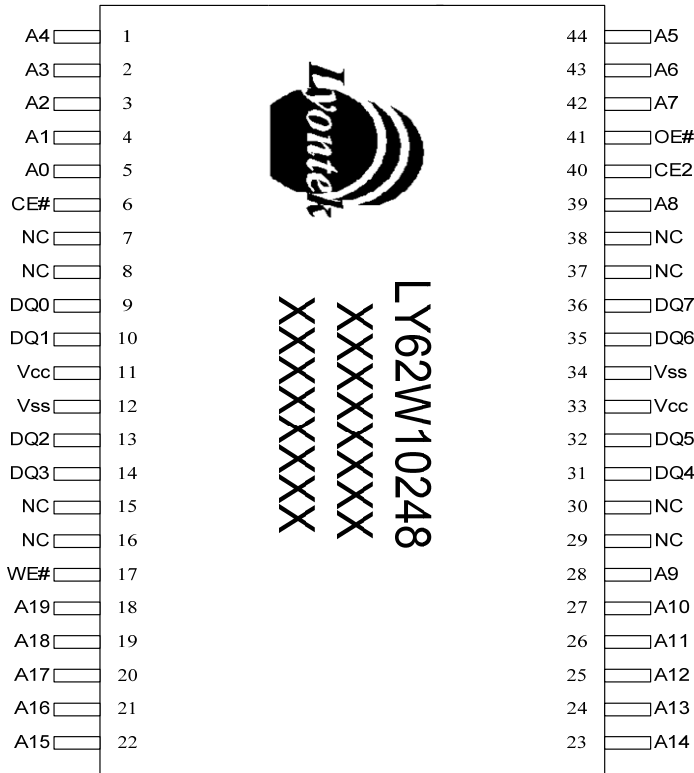 A4 1 44 A5
A3 2 43 A6
A2 3 42 A7
A1 4 41 OE#
A0 5 40 CE2
CE# 6 39 A8
NC 7 38 NC
NC 8 37 NC
DQ0 9 36 DQ7
DQ1 10 35 DQ6
Vcc 11 34 Vss
Vss 12 33 Vcc
DQ2 13 32 DQ5
DQ3 14 31 DQ4
NC 15 30 NC
NC 16 29 NC
WE# 17 28 A9
A19 18 27 A10
A18 19 26 A11
A17 20 25 A12
A16 21 24 A13
A15 22 23 A14
Lyontek
LY62W10248
XXXXXXXX
XXXXXXXX